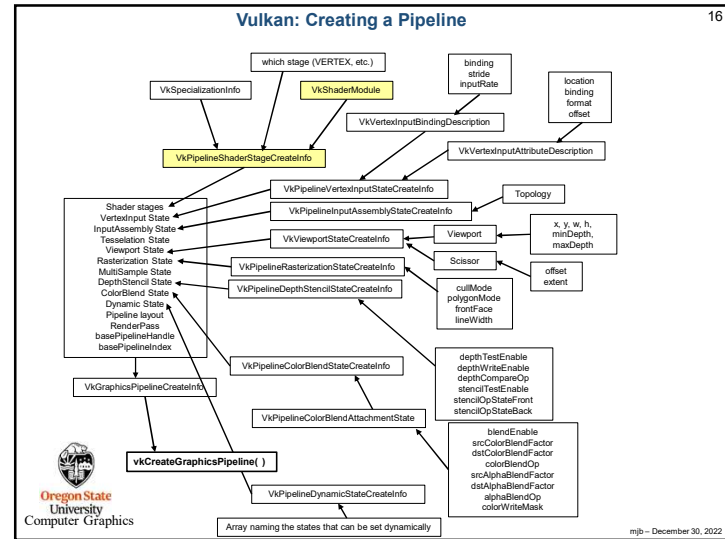 Vulkan: Creating a Pipeline
16
which stage (VERTEX, etc.)
VkSpecializationInfo
VkShaderModule
binding
stride
inputRate
location
binding
format
offset
VkVertexInputBindingDescription
VkVertexInputAttributeDescription
VkPipelineShaderStageCreateInfo
VkPipelineVertexInputStateCreateInfo
Topology
VkPipelineInputAssemblyStateCreateInfo
Shader stages
VertexInput State
InputAssembly State
Tesselation State
Viewport State
Rasterization State
MultiSample State
DepthStencil State
ColorBlend State
Dynamic State
Pipeline layout
RenderPass
basePipelineHandle
basePipelineIndex
VkViewportStateCreateInfo
Viewport
x, y, w, h,
minDepth,
maxDepth
Scissor
offset
extent
VkPipelineRasterizationStateCreateInfo
cullMode
polygonMode
frontFace
lineWidth
VkPipelineDepthStencilStateCreateInfo
depthTestEnable
depthWriteEnable
depthCompareOp
stencilTestEnable
stencilOpStateFront
stencilOpStateBack
VkPipelineColorBlendStateCreateInfo
VkGraphicsPipelineCreateInfo
VkPipelineColorBlendAttachmentState
blendEnable
srcColorBlendFactor
dstColorBlendFactor
colorBlendOp
srcAlphaBlendFactor
dstAlphaBlendFactor
alphaBlendOp
colorWriteMask
vkCreateGraphicsPipeline( )
VkPipelineDynamicStateCreateInfo
Array naming the states that can be set dynamically
Oregon State
University
Computer Graphics
mjb – December 30, 2022